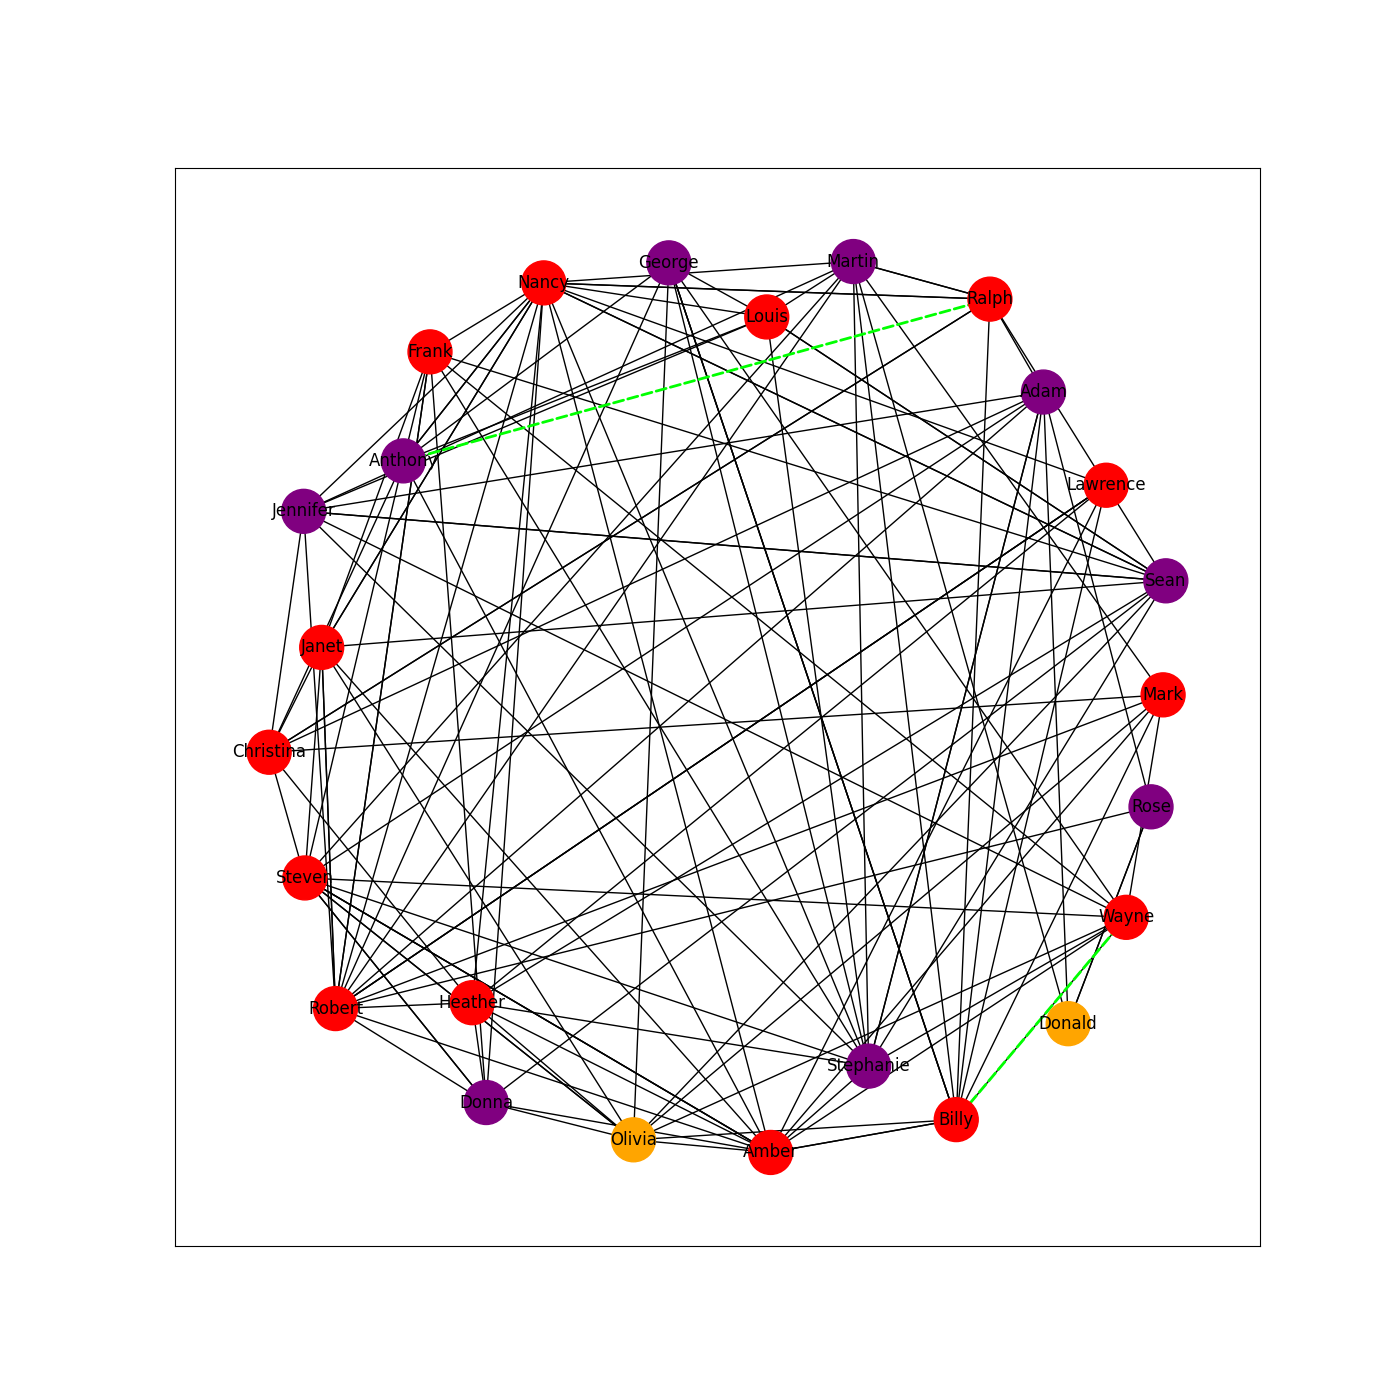 George
Martin
Nancy
Ralph
Louis
Frank
Adam
Anthony
Lawrence
Jennifer
Sean
Janet
Mark
Christina
Rose
Steven
Wayne
Heather
Robert
Donald
Stephanie
Donna
Billy
Olivia
Amber